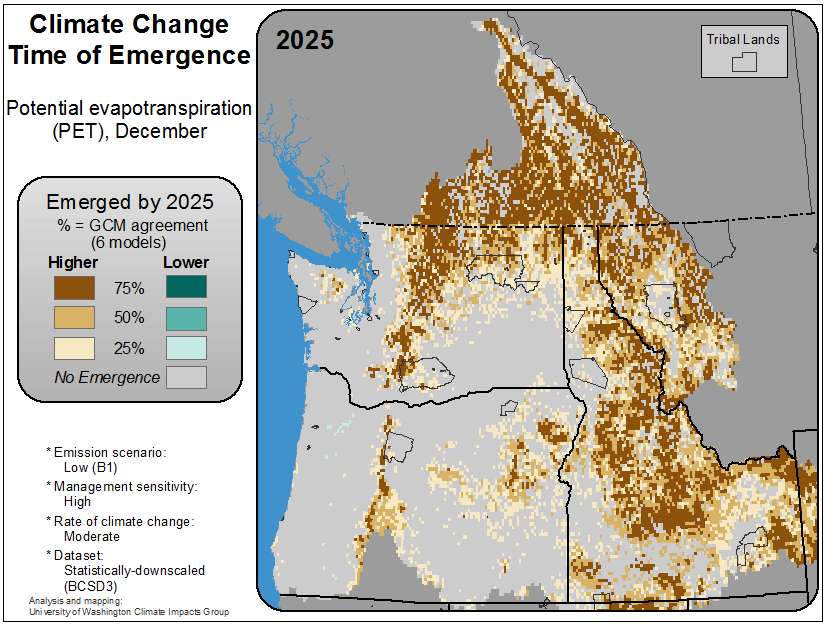 Climate Change
Time of Emergence
Potential evapotranspiration
(PET), December
Emerged by 2025
% = GCM agreement
(6 models)
Higher Lower
75%
50%
25%
No Emergence
* Emission scenario:
Low (B1)
* Management sensitivity:
High
* Rate of climate change:
Moderate
* Dataset:
Statistically-downscaled
(BCSD3)
Analysis and mapping:
University of Washington Climate Impacts Group
2025
Tribal Lands